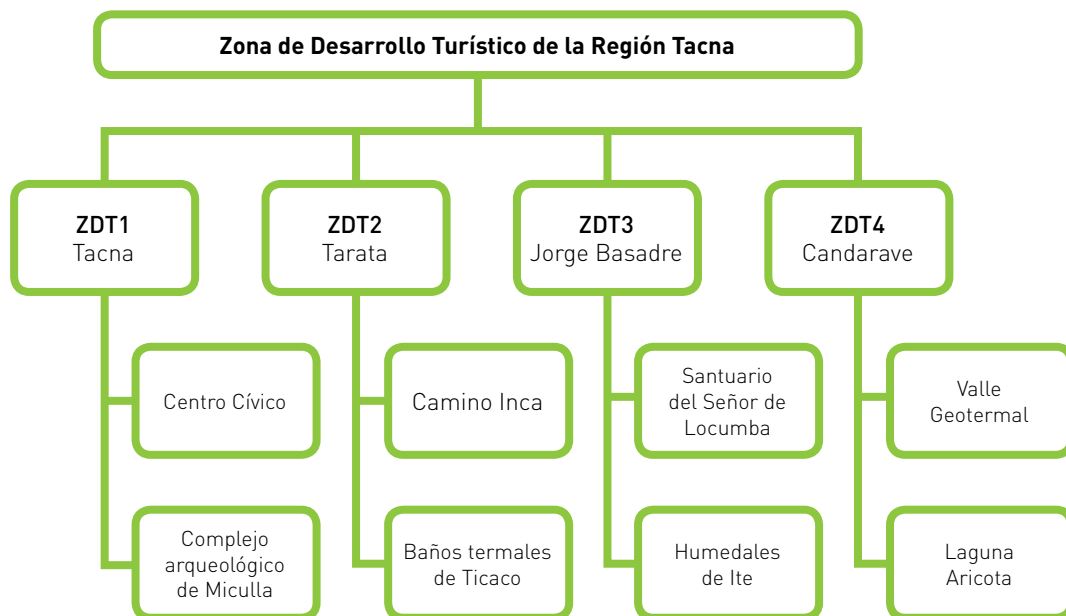 Zona de Desarrollo Turístico de la Región Tacna
ZDT1
Tacna
ZDT2
Tarata
ZDT3
Jorge Basadre
ZDT4
Candarave
Centro Cívico
Camino Inca
Santuario
del Señor de
Locumba
Valle
Geotermal
Complejo
arqueológico
de Miculla
Baños termales
de Ticaco
Humedales
de Ite
Laguna
Aricota